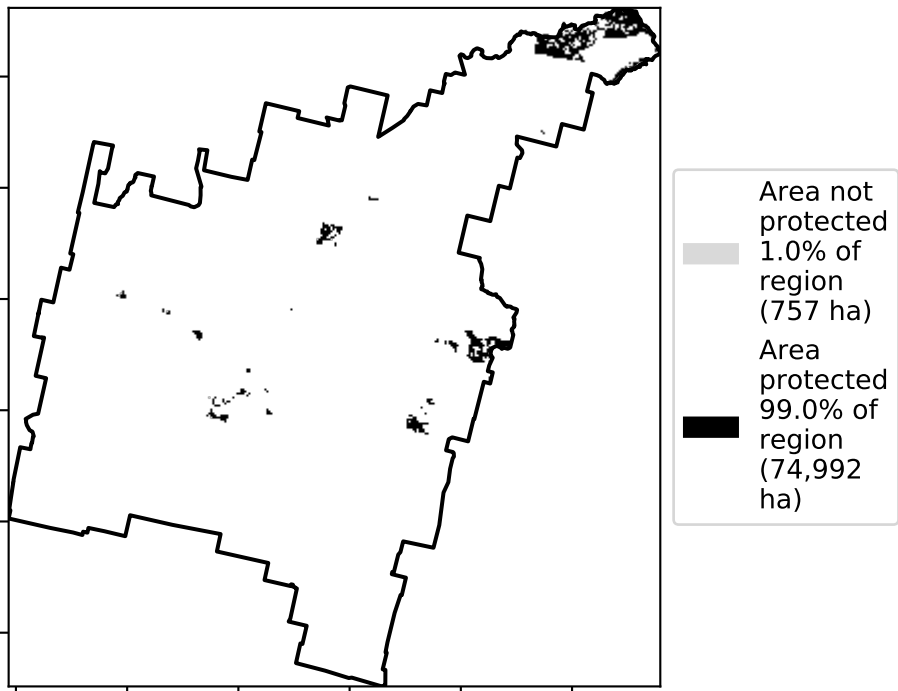 Area not
protected
1.0% of
region
(757 ha)
Area
protected
99.0% of
region
(74,992
ha)